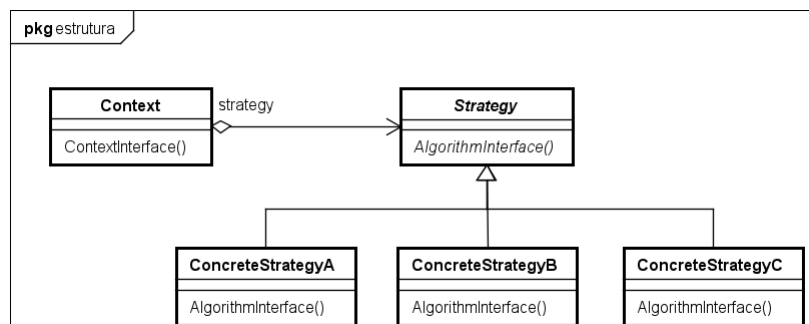 pkg estrutura
Context
strategy
Strategy
ContextInterface()
AlgorithmInterface()
ConcreteStrategyA
ConcreteStrategyB
ConcreteStrategyC
AlgorithmInterface()
AlgorithmInterface()
AlgorithmInterface()